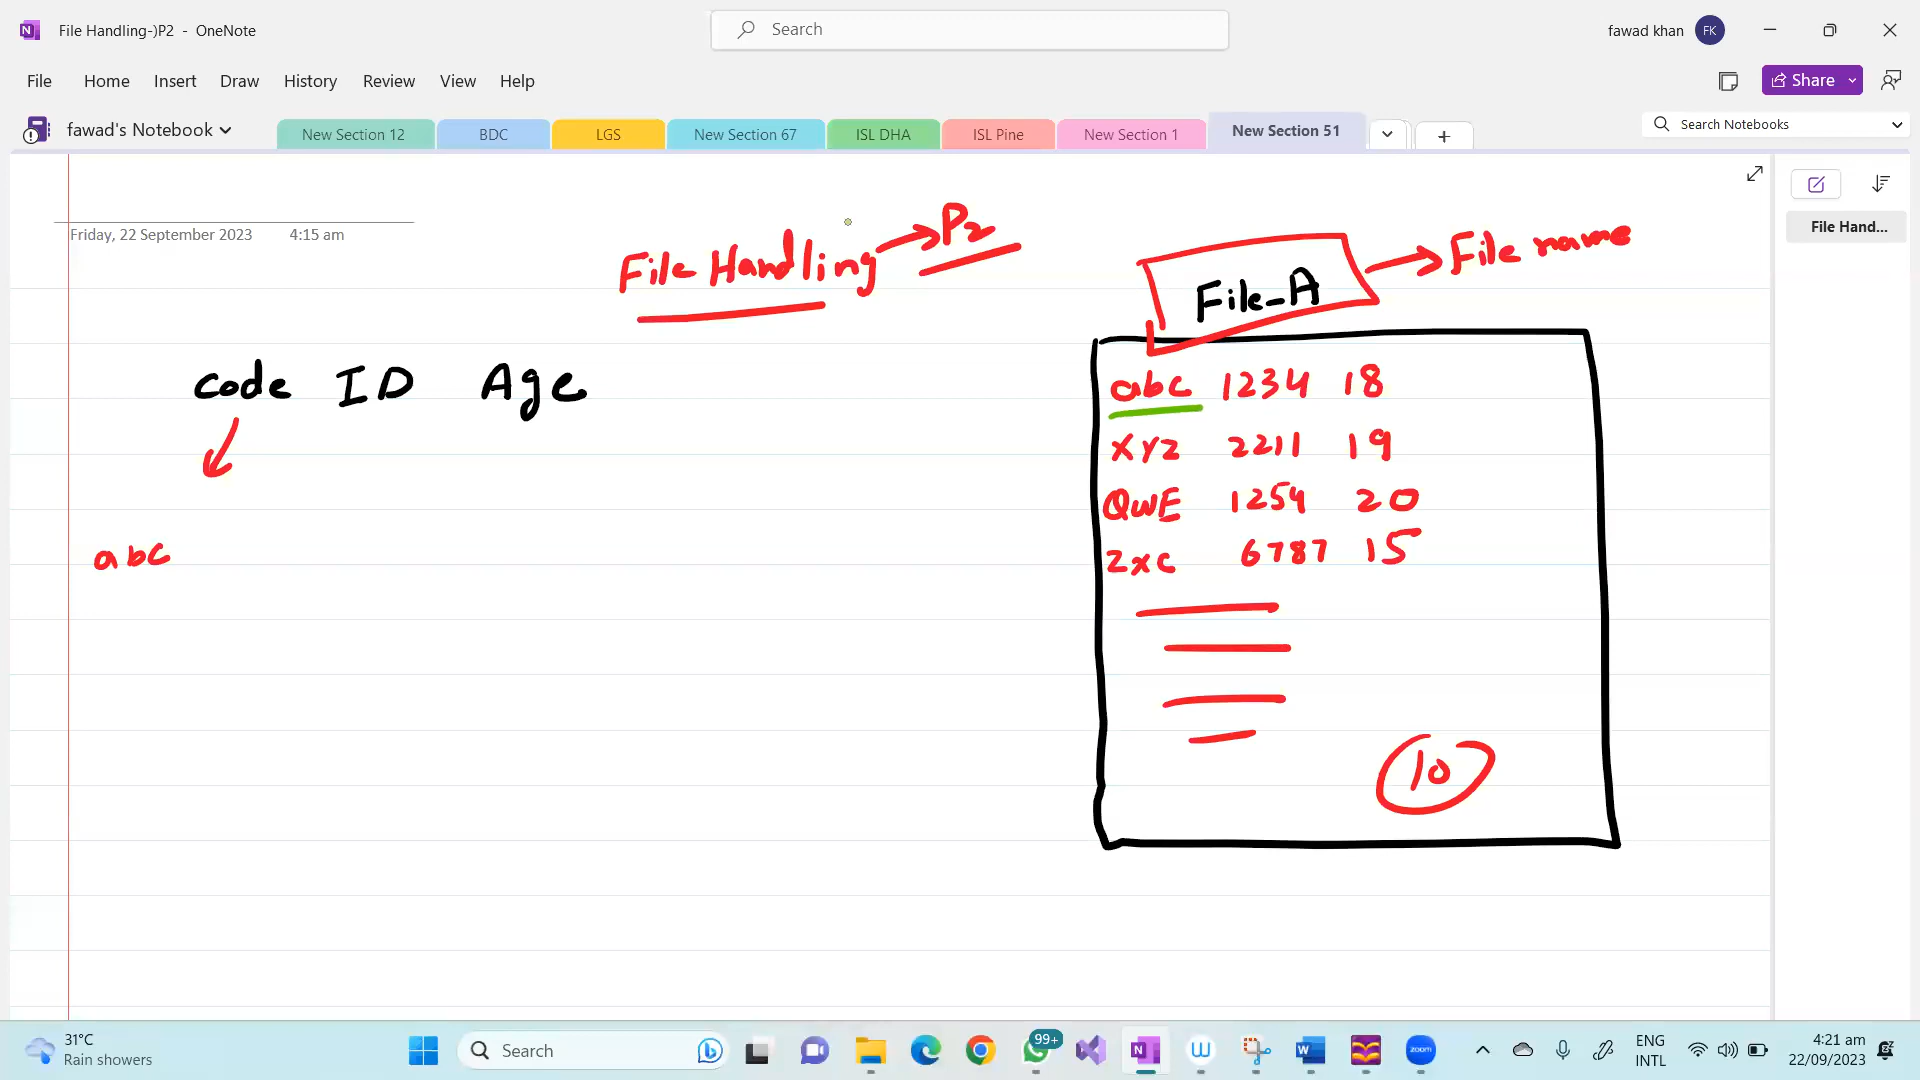 File Handling-)P2 - OneNote
Search
fawad khan FK
File Home Insert Draw History Review View Help
Share
fawad's Notebook
New Section 12 BDC LGS New Section 67 ISL DHA ISL Pine New Section 1 New Section 51
Search Notebooks
File Hand...
Friday, 22 September 2023 4:15 am
File Handling P2
File-A File name
code ID Age
abc
abc 1234 18
XYZ 2211 19
QWE 1254 20
zxc 6787 15
10
31°C
Rain showers
Search
99+
zoom
ENG
INTL
4:21 am
22/09/2023